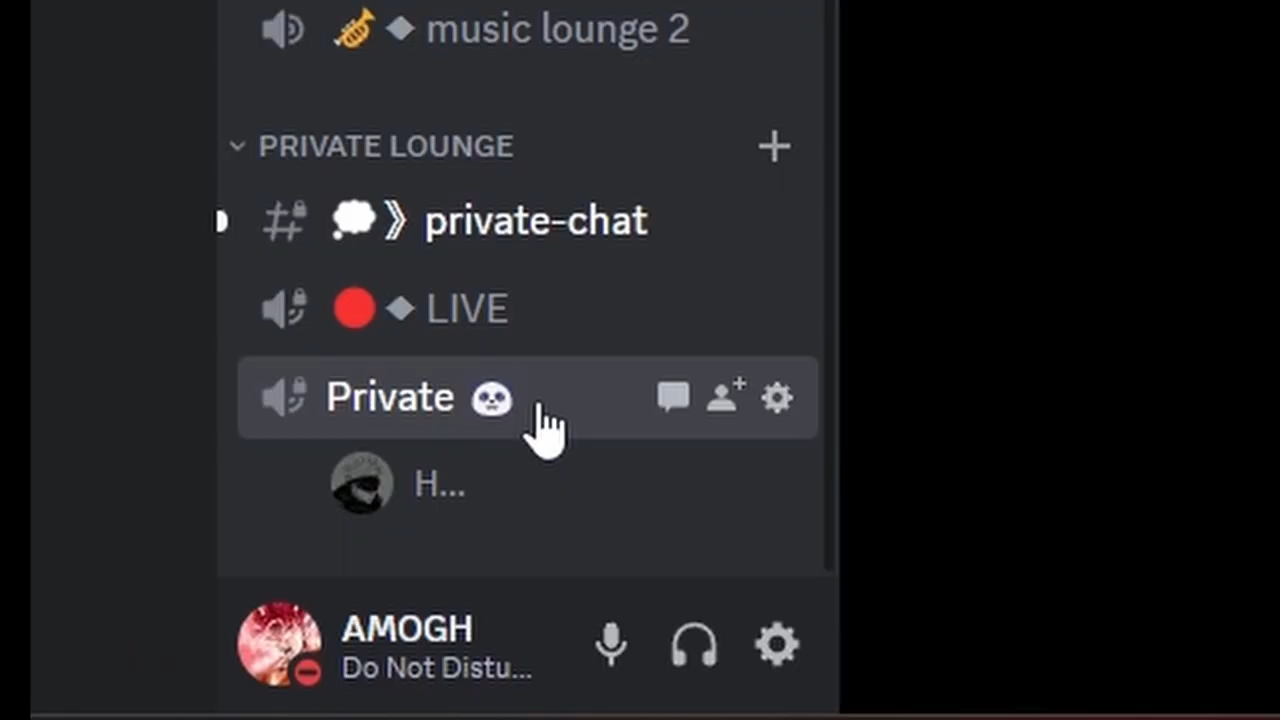 music lounge 2
PRIVATE LOUNGE
private-chat
LIVE
Private
H...
AMOGH
Do Not Distu...